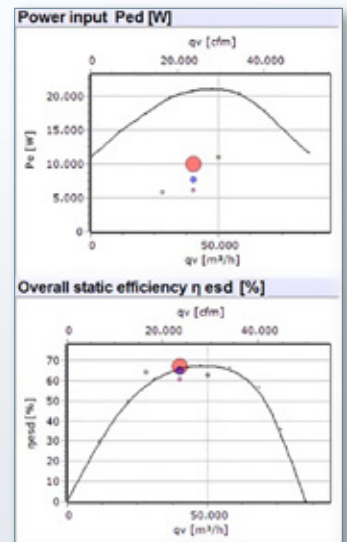 Power input Ped [W]
qv [cfm]
0 20.000 40.000
20.000
15.000
10.000
5.000
0
Pe [W]
0 50.000
qv [m³/h]
Overall static efficiency η esd [%]
qv [cfm]
0 20.000 40.000
70
60
50
40
30
20
10
0
ηesd [%]
0 50.000
qv [m³/h]